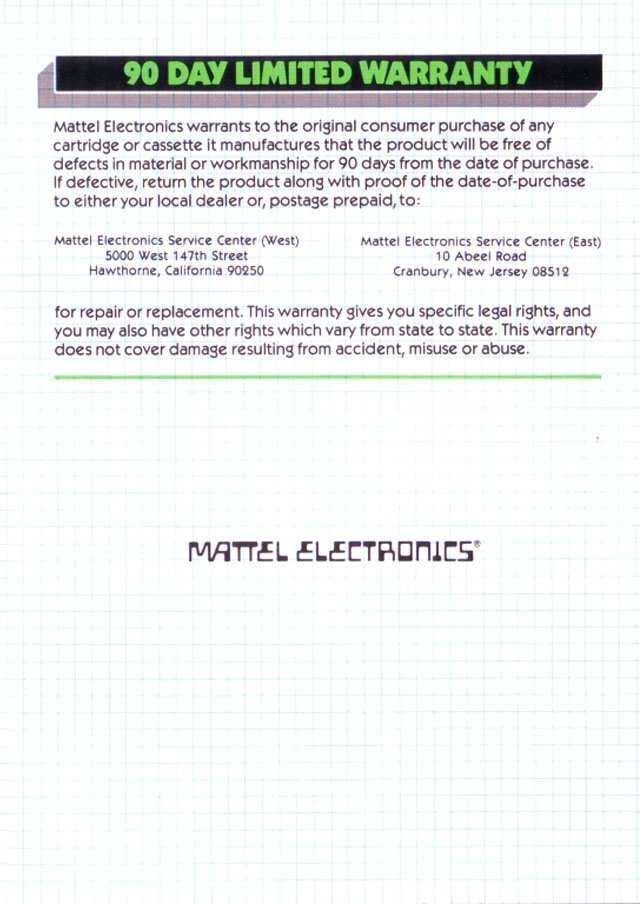 90 DAY LIMITED WARRANTY
Mattel Electronics warrants to the original consumer purchase of any
cartridge or cassette it manufactures that the product will be free of
defects in material or workmanship for 90 days from the date of purchase.
If defective, return the product along with proof of the date-of-purchase
to either your local dealer or, postage prepaid, to:
Mattel Electronics Service Center (West)
5000 West 147th Street
Hawthorne, California 90250
Mattel Electronics Service Center (East)
10 Abeel Road
Cranbury, New Jersey 08512
for repair or replacement. This warranty gives you specific legal rights, and
you may also have other rights which vary from state to state. This warranty
does not cover damage resulting from accident, misuse or abuse.
MATTEL ELECTRONICS®